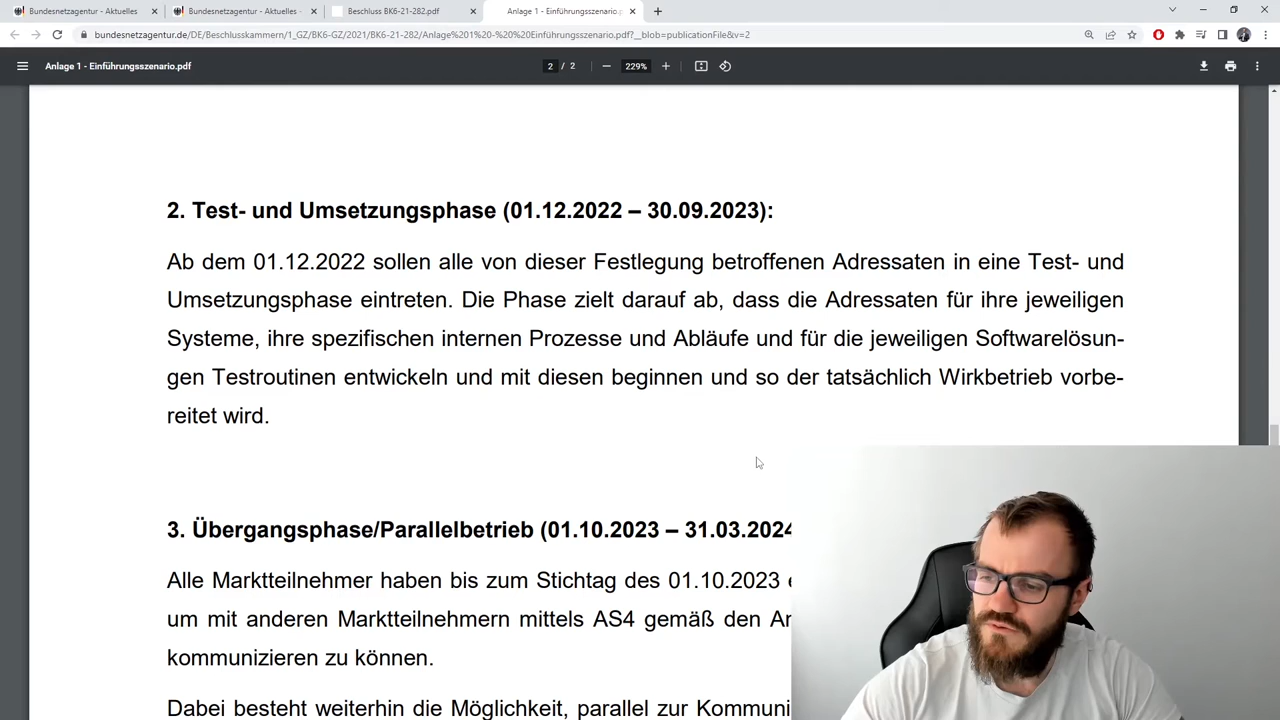 Bundesnetzagentur - Aktuelles
Bundesnetzagentur - Aktuelles -
Beschluss BK6-21-282.pdf
Anlage 1 - Einführungsszenario.p
bundesnetzagentur.de/DE/Beschlusskammern/1_GZ/BK6-GZ/2021/BK6-21-282/Anlage%201%20-%20%20Einführungsszenario.pdf?__blob=publicationFile&v=2
Anlage 1 - Einführungsszenario.pdf
2 / 2
229%
2. Test- und Umsetzungsphase (01.12.2022 – 30.09.2023):
Ab dem 01.12.2022 sollen alle von dieser Festlegung betroffenen Adressaten in eine Test- und
Umsetzungsphase eintreten. Die Phase zielt darauf ab, dass die Adressaten für ihre jeweiligen
Systeme, ihre spezifischen internen Prozesse und Abläufe und für die jeweiligen Softwarelösun-
gen Testroutinen entwickeln und mit diesen beginnen und so der tatsächlich Wirkbetrieb vorbe-
reitet wird.
3. Übergangsphase/Parallelbetrieb (01.10.2023 – 31.03.2024
Alle Marktteilnehmer haben bis zum Stichtag des 01.10.2023
um mit anderen Marktteilnehmern mittels AS4 gemäß den
kommunizieren zu können.
Dabei besteht weiterhin die Möglichkeit, parallel zur